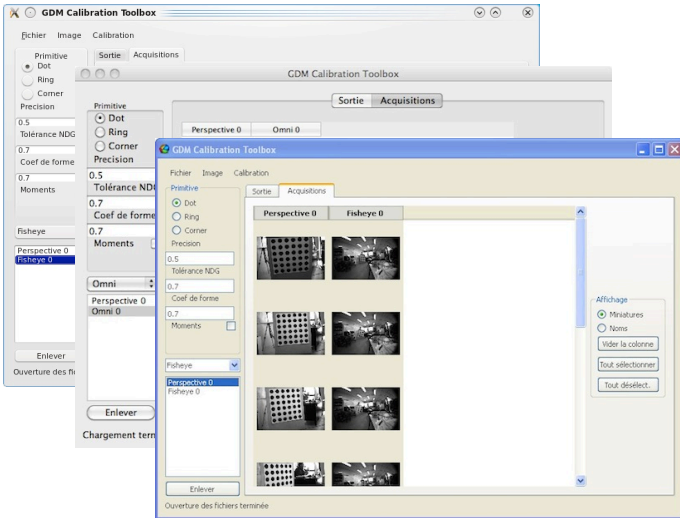 GDM Calibration Toolbox
Fichier Image Calibration
Primitive
Dot
Ring
Corner
Precision
0.5
Tolérance NDG
0.7
Coef de forme
0.7
Moments
Fisheye
Perspective 0
Fisheye 0
Enlever
Ouverture des
Sortie Acquisitions
GDM Calibration Toolbox
Primitive
Dot
Ring
Corner
Precision
0.5
Tolérance
0.7
Coef de forme
0.7
Moments
Omni
Perspective 0
Omni 0
Enlever
Chargement
Sortie Acquisitions
Perspective 0 Omni 0
GDM Calibration Toolbox
Fichier Image Calibration
Primitive
Dot
Ring
Corner
Precision
0.5
Tolérance NDG
0.7
Coef de forme
0.7
Moments
Fisheye
Perspective 0
Fisheye 0
Enlever
Ouverture des fichiers terminée
Sortie Acquisitions
Perspective 0 Fisheye 0
Affichage
Miniatures
Noms
Vider la colonne
Tout sélectionner
Tout désélect.